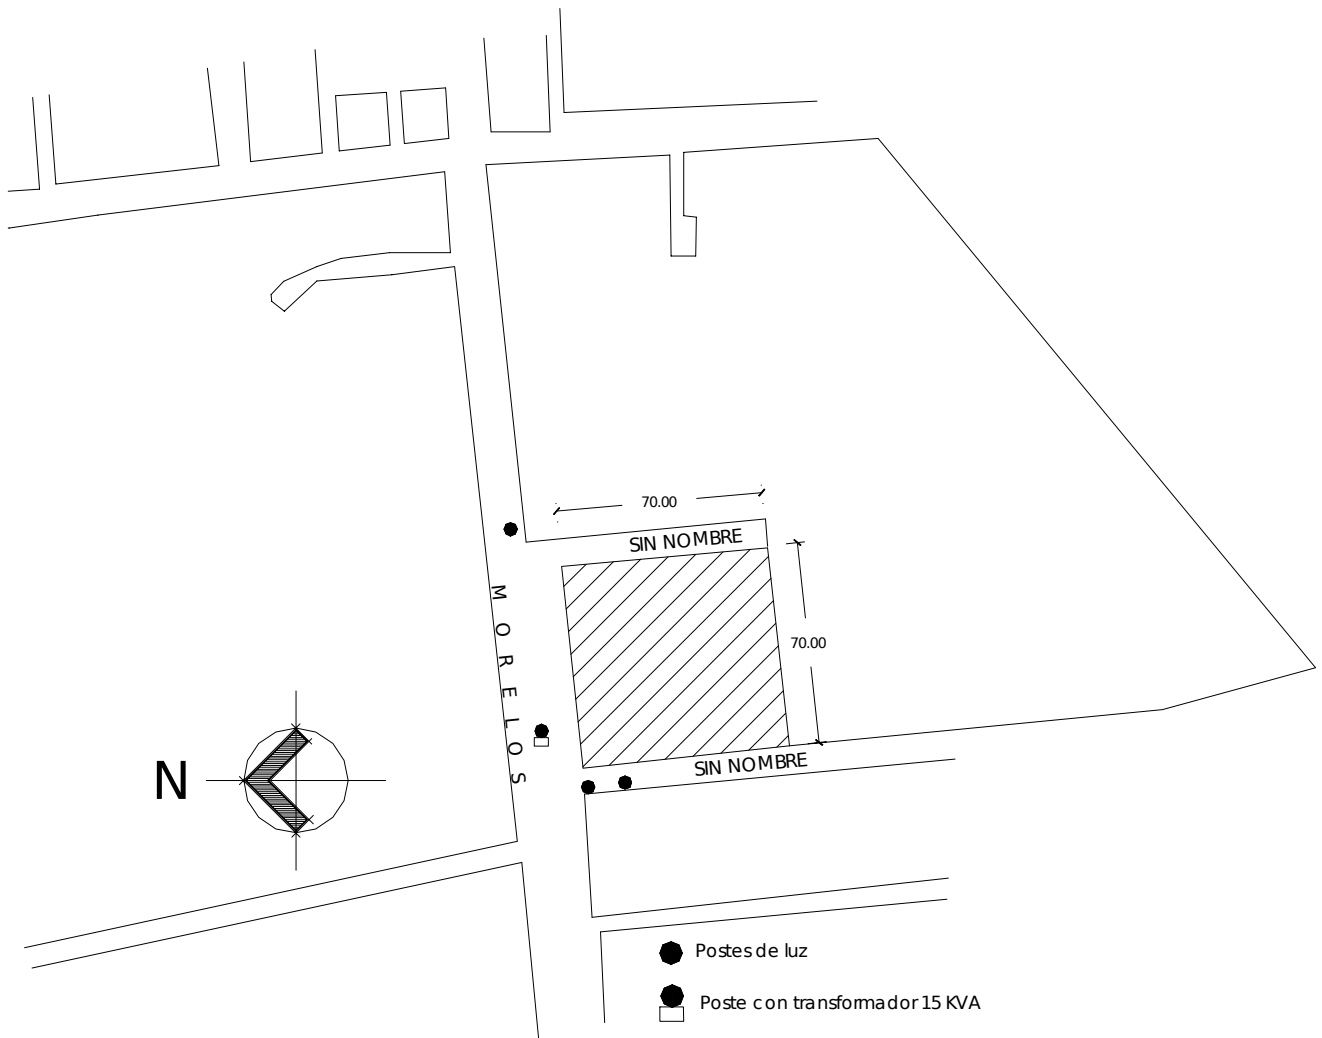 70.00
SIN NOMBRE
MORELOS
70.00
SIN NOMBRE
N
Postes de luz
Poste con transformador 15 KVA